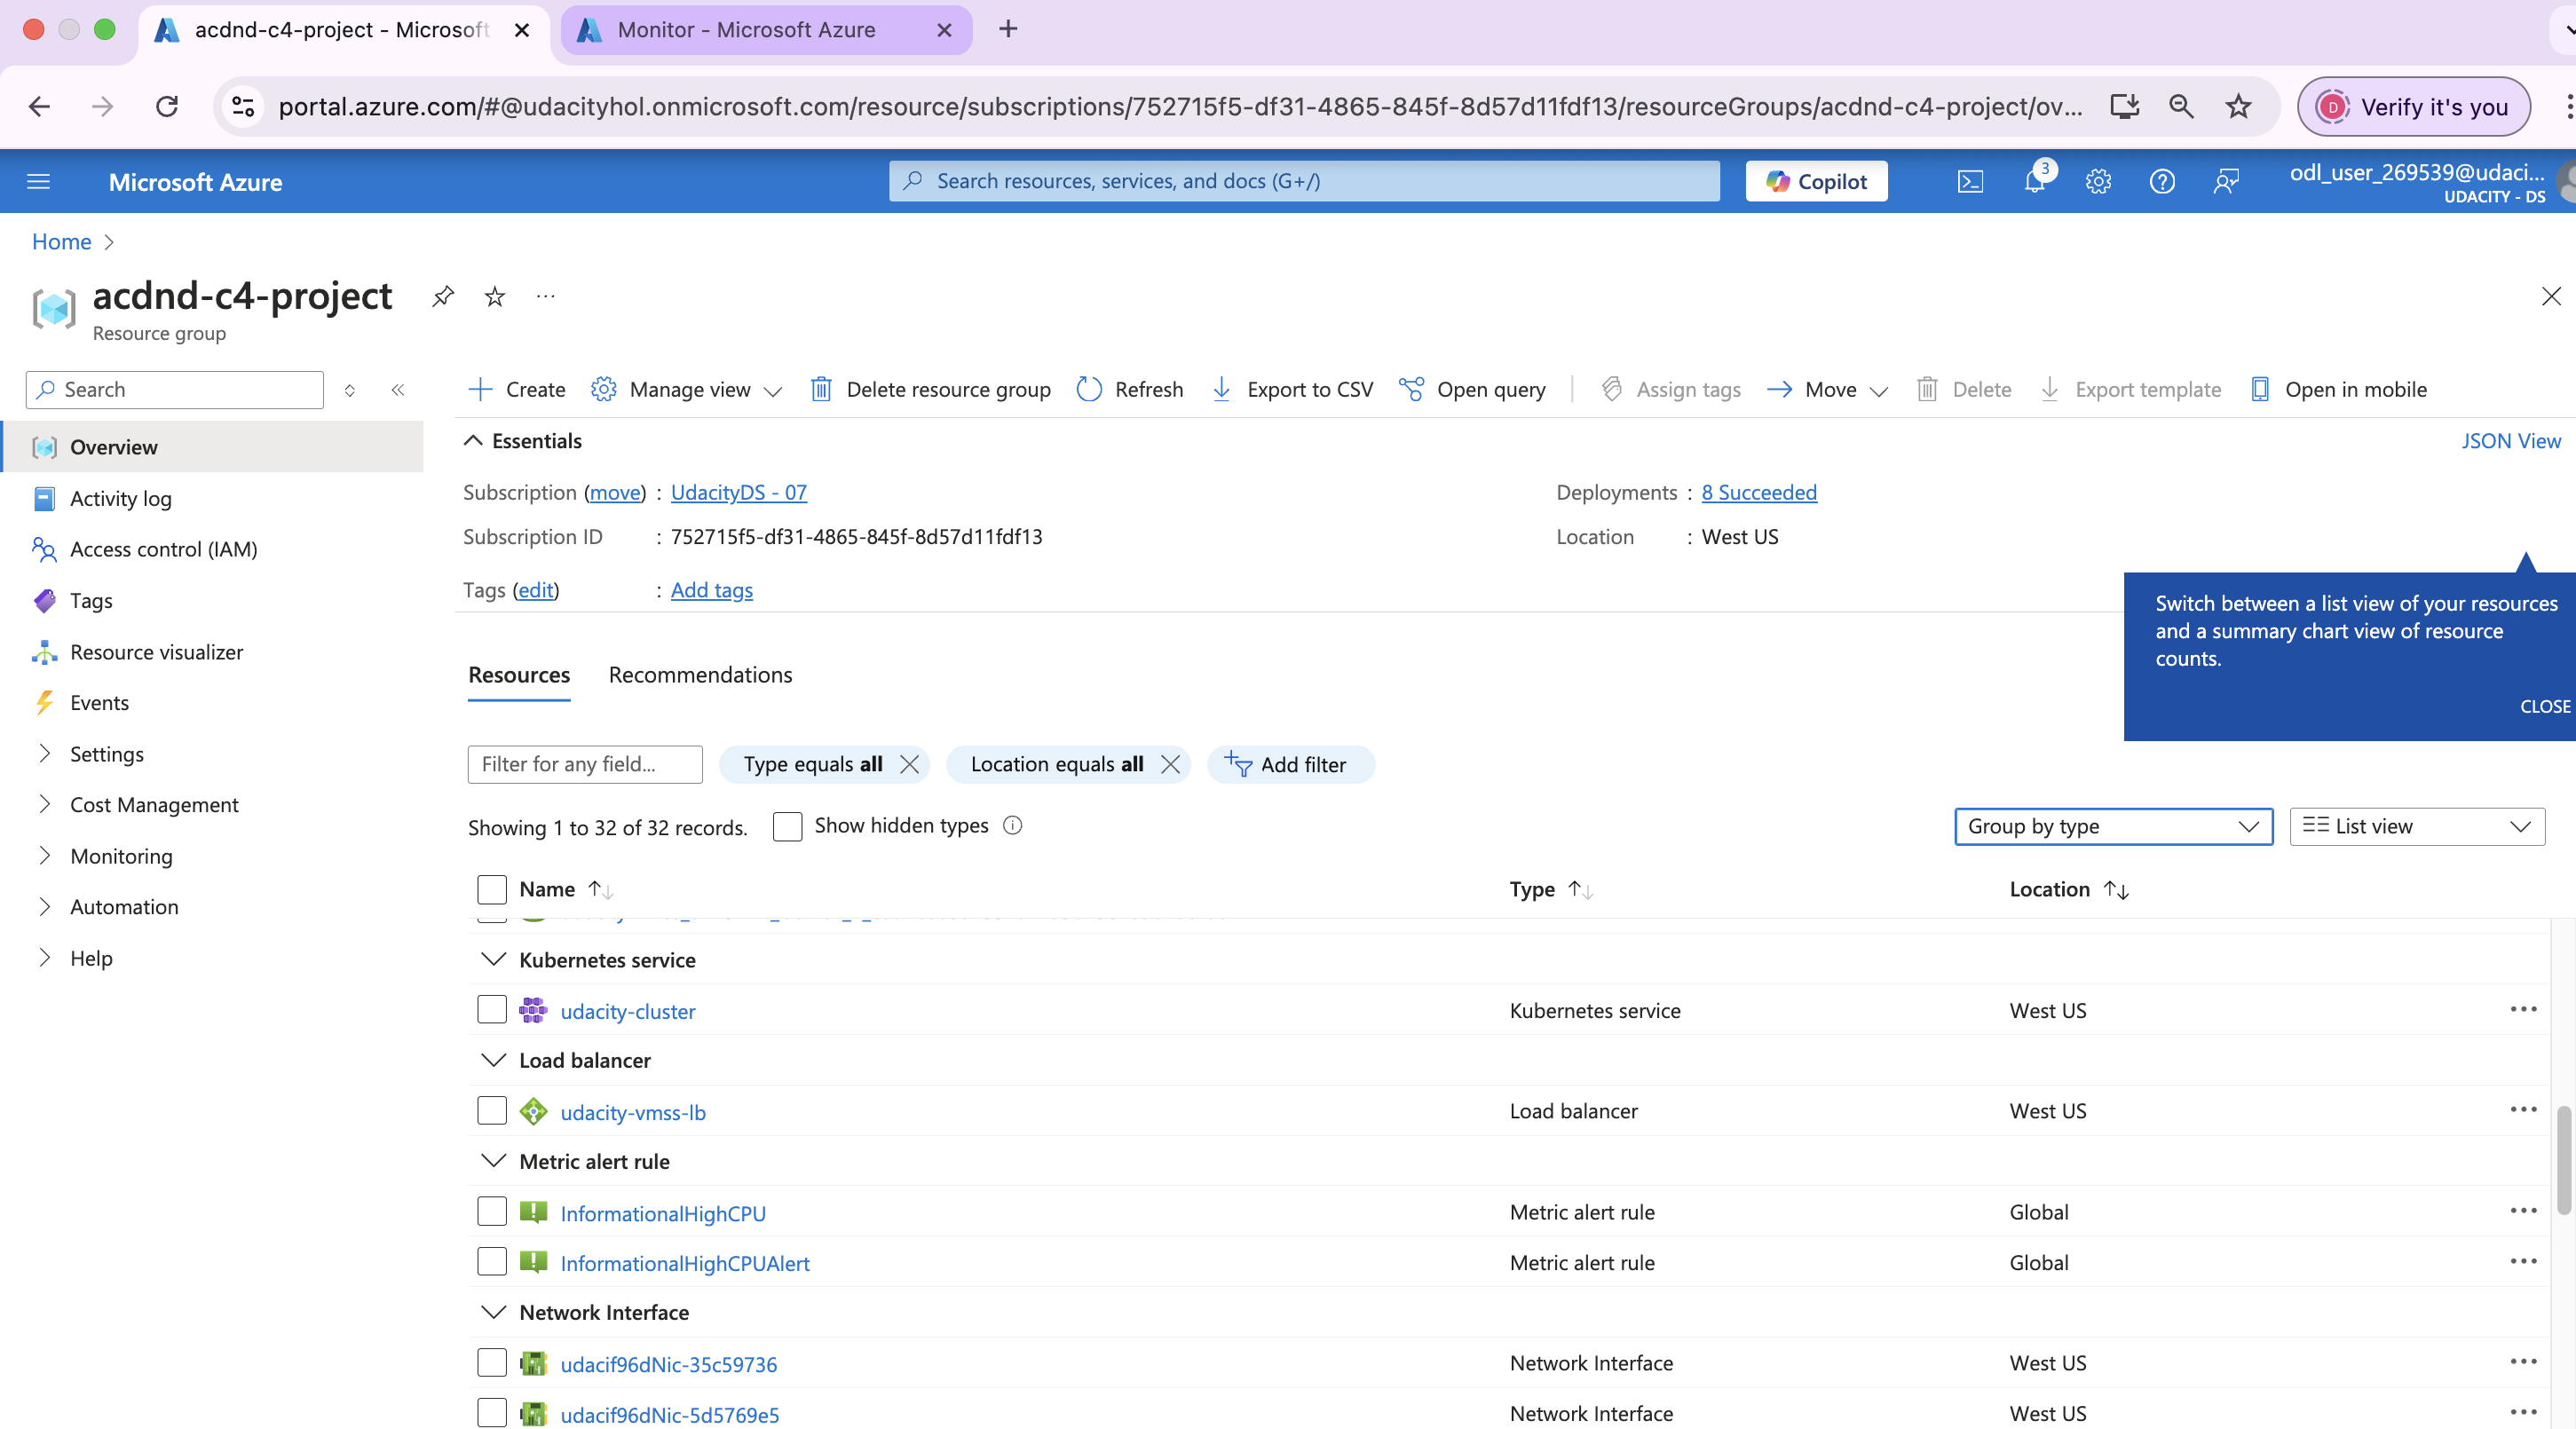 acdnd-c4-project - Microsoft
Monitor - Microsoft Azure
portal.azure.com/#@udacityhol.onmicrosoft.com/resource/subscriptions/752715f5-df31-4865-845f-8d57d11fdf13/resourceGroups/acdnd-c4-project/ov...
D Verify it's you
Microsoft Azure
Search resources, services, and docs (G+/)
Copilot
3
odl_user_269539@udaci...
UDACITY - DS
Home
acdnd-c4-project
Resource group
Search
Create Manage view Delete resource group Refresh Export to CSV Open query Assign tags Move Delete Export template Open in mobile
Overview
Activity log
Access control (IAM)
Tags
Resource visualizer
Events
Settings
Cost Management
Monitoring
Automation
Help
Essentials
JSON View
Subscription (move) : UdacityDS - 07
Deployments : 8 Succeeded
Subscription ID : 752715f5-df31-4865-845f-8d57d11fdf13
Location : West US
Tags (edit) : Add tags
Switch between a list view of your resources
and a summary chart view of resource
counts.
CLOSE
Resources Recommendations
Filter for any field...
Type equals all
Location equals all
Add filter
Showing 1 to 32 of 32 records.
Show hidden types
Group by type
List view
Name Type Location
Kubernetes service
udacity-cluster Kubernetes service West US
Load balancer
udacity-vmss-lb Load balancer West US
Metric alert rule
InformationalHighCPU Metric alert rule Global
InformationalHighCPUAlert Metric alert rule Global
Network Interface
udacif96dNic-35c59736 Network Interface West US
udacif96dNic-5d5769e5 Network Interface West US